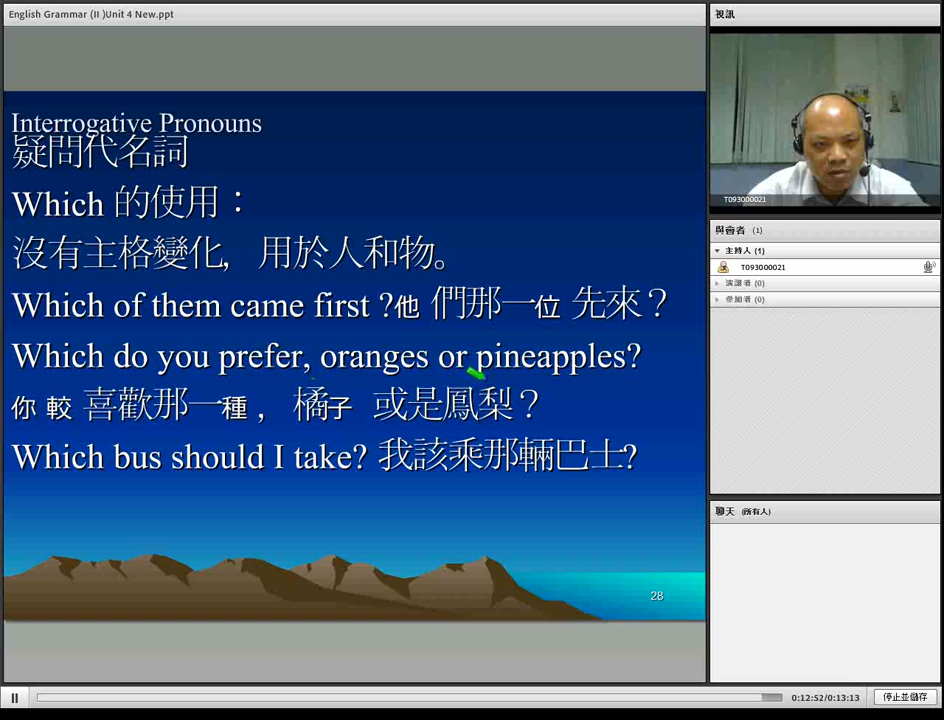 English Grammar (II )Unit 4 New.ppt
視訊
Interrogative Pronouns
疑問代名詞
Which 的使用：
沒有主格變化, 用於人和物。
Which of them came first ?他 們那一位 先來？
Which do you prefer, oranges or pineapples?
你 較 喜歡那一種 , 橘子 或是鳳梨？
Which bus should I take? 我該乘那輛巴士?
28
T093000021
與會者 (1)
主持人 (1)
T093000021
演講者 (0)
參加者 (0)
聊天 (所有人)
0:12:52/0:13:13
停止並儲存